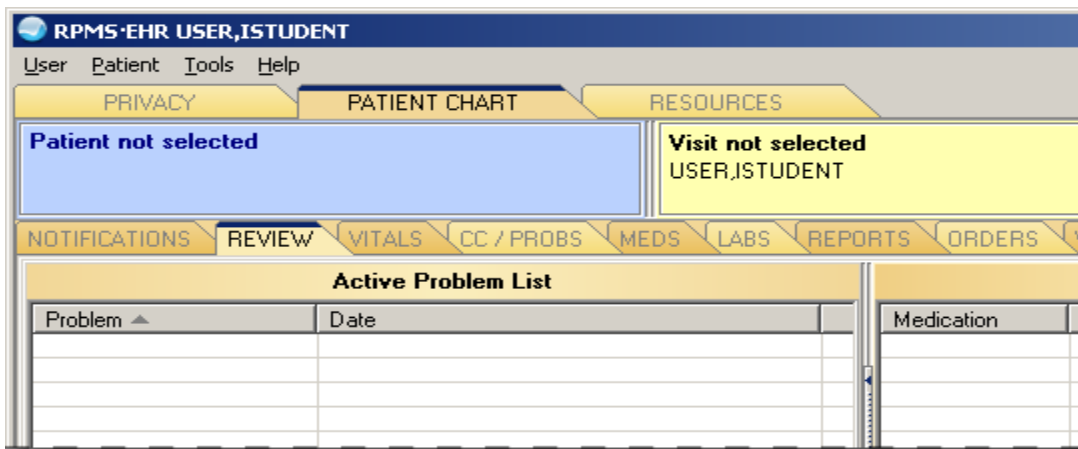 RPMS·EHR USER,ISTUDENT
User Patient Tools Help
PRIVACY PATIENT CHART RESOURCES
Patient not selected
Visit not selected
USER,ISTUDENT
NOTIFICATIONS REVIEW VITALS CC / PROBS MEDS LABS REPORTS ORDERS
Active Problem List
Problem Date Medication